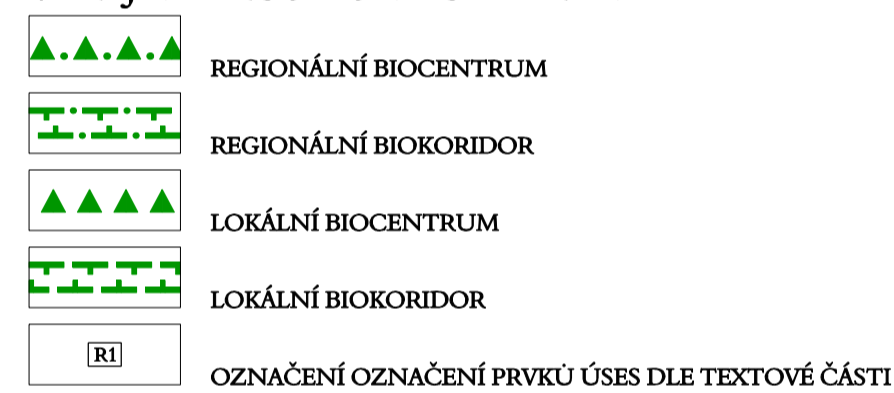 REGIONÁLNÍ BIOCENTRUM
REGIONÁLNÍ BIOKORIDOR
LOKÁLNÍ BIOCENTRUM
LOKÁLNÍ BIOKORIDOR
R1
OZNAČENÍ OZNAČENÍ PRVKŮ ÚSES DLE TEXTOVÉ ČÁSTI